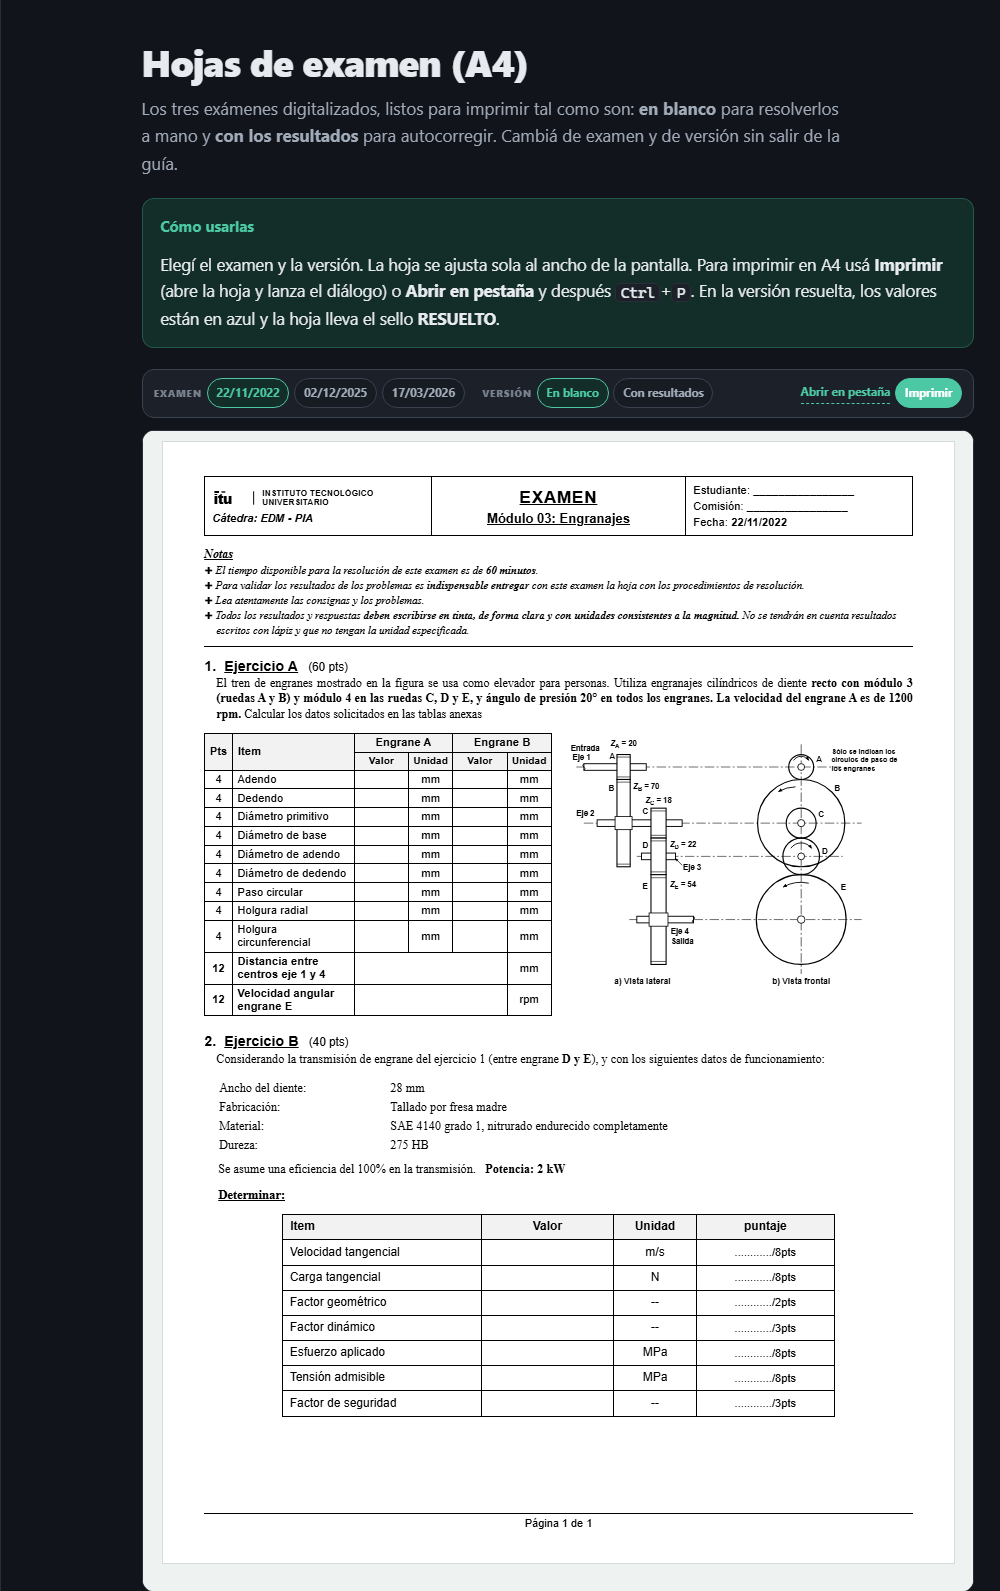 Hojas de examen (A4)
Los tres exámenes digitalizados, listos para imprimir tal como son: en blanco para resolverlos
a mano y con los resultados para autocorregir. Cambiá de examen y de versión sin salir de la
guía.
Cómo usarlas
Elegí el examen y la versión. La hoja se ajusta sola al ancho de la pantalla. Para imprimir en A4 usá Imprimir
(abre la hoja y lanza el diálogo) o Abrir en pestaña y después Ctrl + P. En la versión resuelta, los valores
están en azul y la hoja lleva el sello RESUELTO.
EXAMEN 22/11/2022 02/12/2025 17/03/2026 VERSIÓN En blanco Con resultados Abrir en pestaña Imprimir
itu INSTITUTO TECNOLÓGICO
UNIVERSITARIO
Cátedra: EDM - PIA
EXAMEN
Módulo 03: Engranajes
Estudiante: ________________
Comisión: ________________
Fecha: 22/11/2022
Notas
✚ El tiempo disponible para la resolución de este examen es de 60 minutos.
✚ Para validar los resultados de los problemas es indispensable entregar con este examen la hoja con los procedimientos de resolución.
✚ Lea atentamente las consignas y los problemas.
✚ Todos los resultados y respuestas deben escribirse en tinta, de forma clara y con unidades consistentes a la magnitud. No se tendrán en cuenta resultados
escritos con lápiz y que no tengan la unidad especificada.
1. Ejercicio A (60 pts)
El tren de engranes mostrado en la figura se usa como elevador para personas. Utiliza engranajes cilíndricos de diente recto con módulo 3
(ruedas A y B) y módulo 4 en las ruedas C, D y E, y ángulo de presión 20° en todos los engranes. La velocidad del engrane A es de 1200
rpm. Calcular los datos solicitados en las tablas anexas
Pts Item Engrane A Engrane B
Valor Unidad Valor Unidad
4 Adendo mm mm
4 Dedendo mm mm
4 Diámetro primitivo mm mm
4 Diámetro de base mm mm
4 Diámetro de adendo mm mm
4 Diámetro de dedendo mm mm
4 Paso circular mm mm
4 Holgura radial mm mm
4 Holgura
circunferencial mm mm
12 Distancia entre
centros eje 1 y 4 mm
12 Velocidad angular
engrane E rpm
Entrada
Eje 1
A
Z_A = 20
B
Z_B = 70
Z_C = 18
Eje 2
C
D
Z_D = 22
Eje 3
E
Z_E = 54
Eje 4
Salida
a) Vista lateral
Sólo se indican los
círculos de paso de
los engranes
A
B
C
D
E
b) Vista frontal
2. Ejercicio B (40 pts)
Considerando la transmisión de engrane del ejercicio 1 (entre engrane D y E), y con los siguientes datos de funcionamiento:
Ancho del diente: 28 mm
Fabricación: Tallado por fresa madre
Material: SAE 4140 grado 1, nitrurado endurecido completamente
Dureza: 275 HB
Se asume una eficiencia del 100% en la transmisión. Potencia: 2 kW
Determinar:
Item Valor Unidad puntaje
Velocidad tangencial m/s ............/8pts
Carga tangencial N ............/8pts
Factor geométrico -- ............/2pts
Factor dinámico -- ............/3pts
Esfuerzo aplicado MPa ............/8pts
Tensión admisible MPa ............/8pts
Factor de seguridad -- ............/3pts
Página 1 de 1